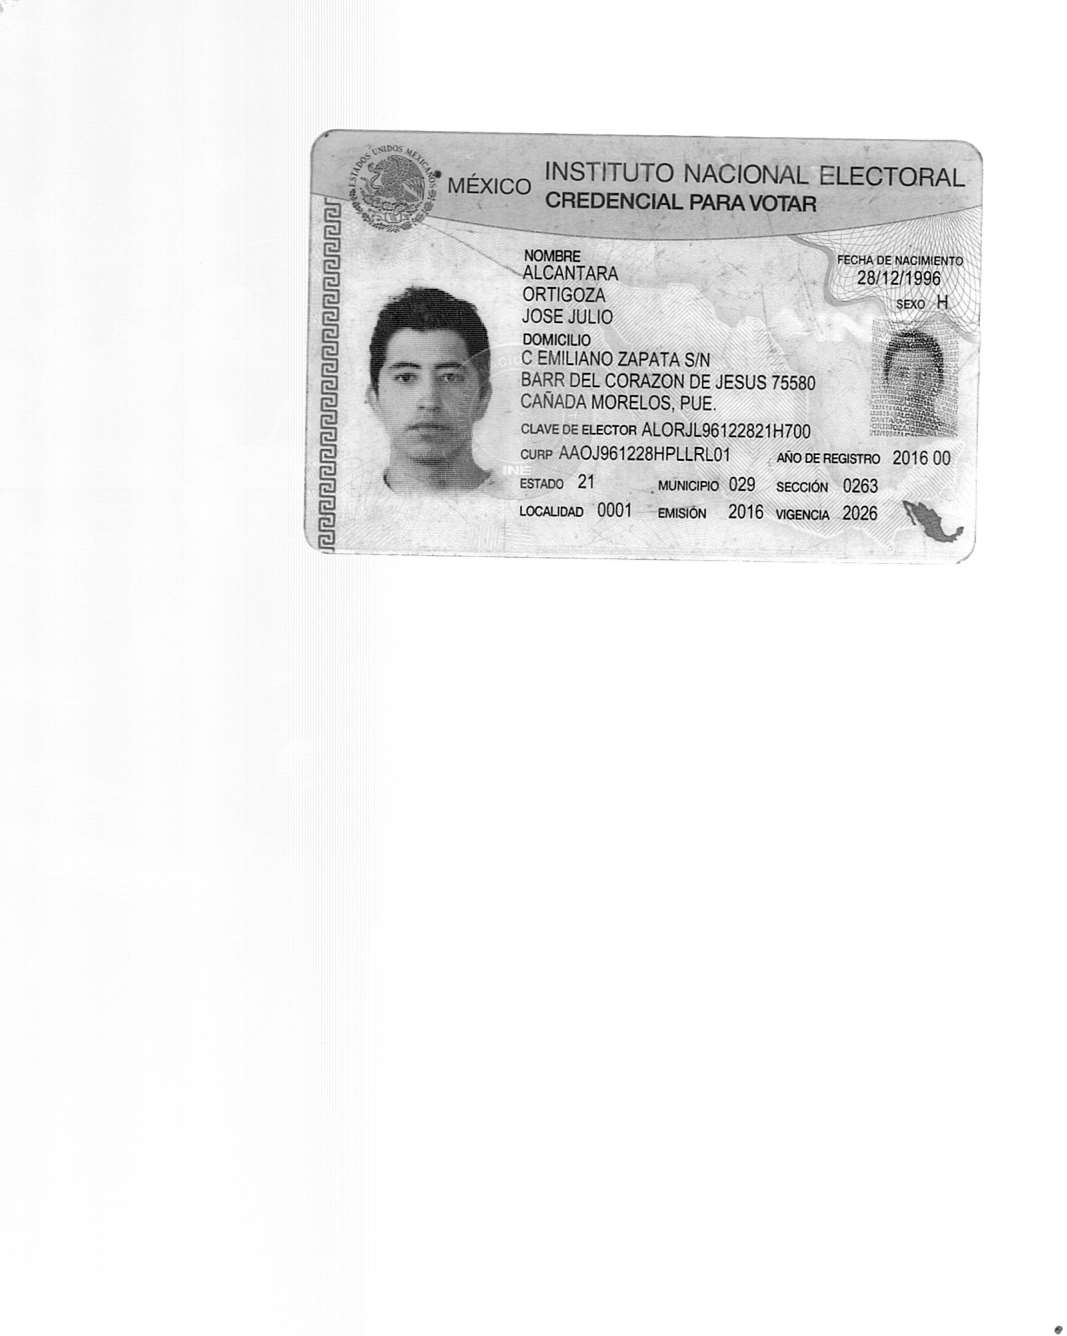 ESTADOS UNIDOS MEXICANOS
MÉXICO
INSTITUTO NACIONAL ELECTORAL
CREDENCIAL PARA VOTAR
NOMBRE
ALCANTARA
ORTIGOZA
JOSE JULIO
FECHA DE NACIMIENTO
28/12/1996
SEXO H
DOMICILIO
C EMILIANO ZAPATA S/N
BARR DEL CORAZON DE JESUS 75580
CAÑADA MORELOS, PUE.
CLAVE DE ELECTOR ALORJL96122821H700
CURP AAOJ961228HPLLRL01 AÑO DE REGISTRO 2016 00
INE
ESTADO 21 MUNICIPIO 029 SECCIÓN 0263
LOCALIDAD 0001 EMISIÓN 2016 VIGENCIA 2026